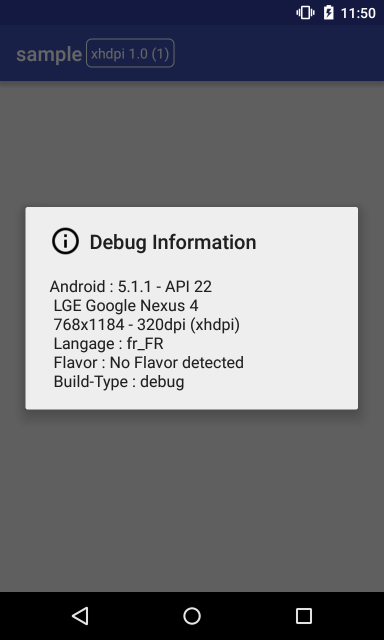 11:50
sample xhdpi 1.0 (1)
Debug Information
Android : 5.1.1 - API 22
LGE Google Nexus 4
768x1184 - 320dpi (xhdpi)
Langage : fr_FR
Flavor : No Flavor detected
Build-Type : debug